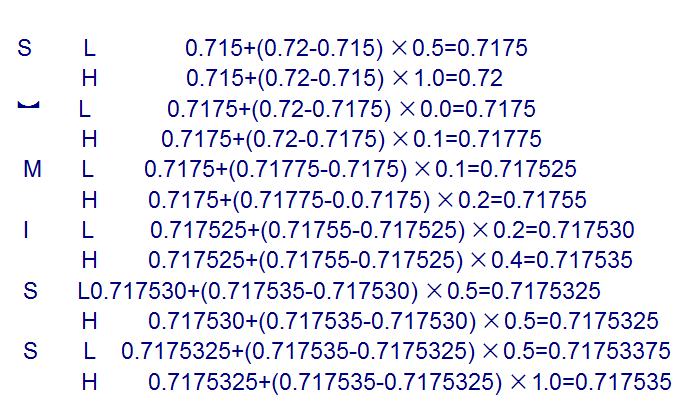 S L 0.715+(0.72-0.715) ×0.5=0.7175
H 0.715+(0.72-0.715) ×1.0=0.72
⌴ L 0.7175+(0.72-0.7175) ×0.0=0.7175
H 0.7175+(0.72-0.7175) ×0.1=0.71775
M L 0.7175+(0.71775-0.7175) ×0.1=0.717525
H 0.7175+(0.71775-0.0.7175) ×0.2=0.71755
I L 0.717525+(0.71755-0.717525) ×0.2=0.717530
H 0.717525+(0.71755-0.717525) ×0.4=0.717535
S L0.717530+(0.717535-0.717530) ×0.5=0.7175325
H 0.717530+(0.717535-0.717530) ×0.5=0.7175325
S L 0.7175325+(0.717535-0.7175325) ×0.5=0.71753375
H 0.7175325+(0.717535-0.7175325) ×1.0=0.717535